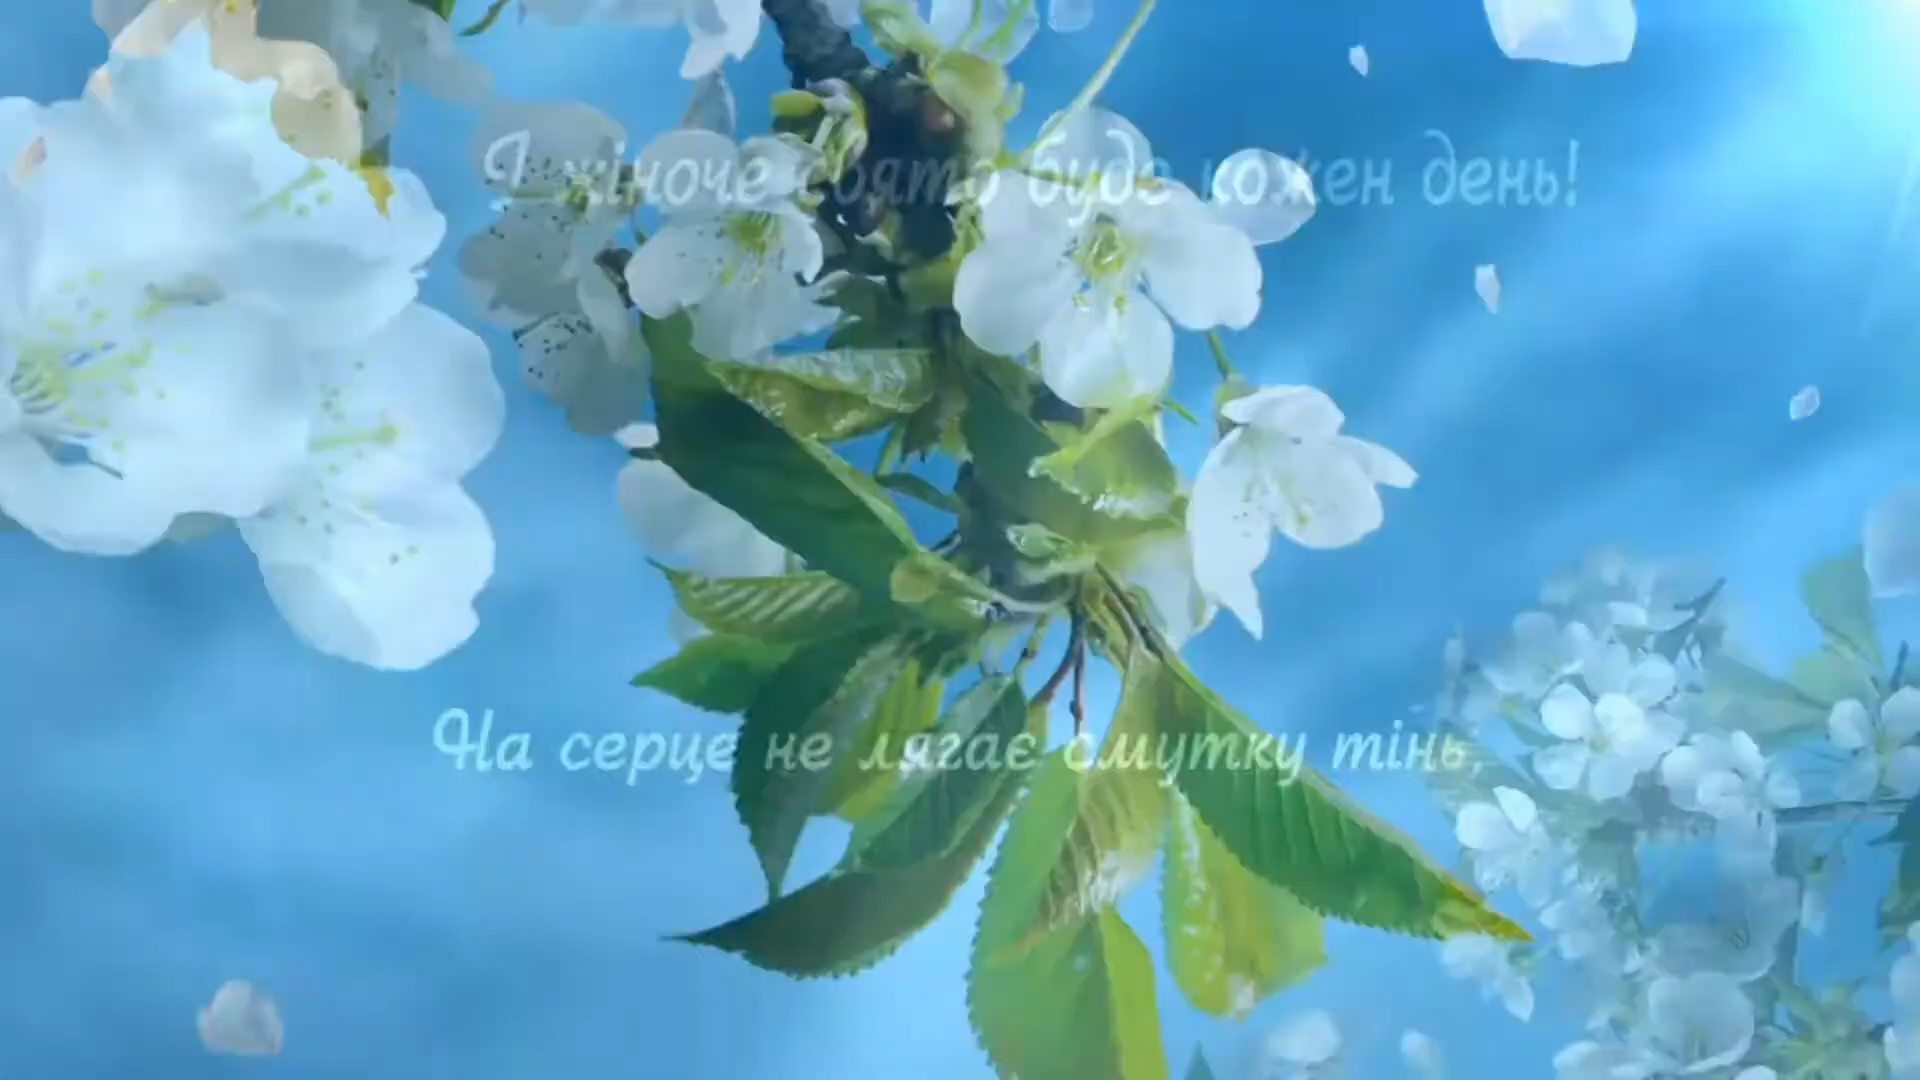 І жіноче свято буде кожен день!
На серце не лягає смутку тінь,